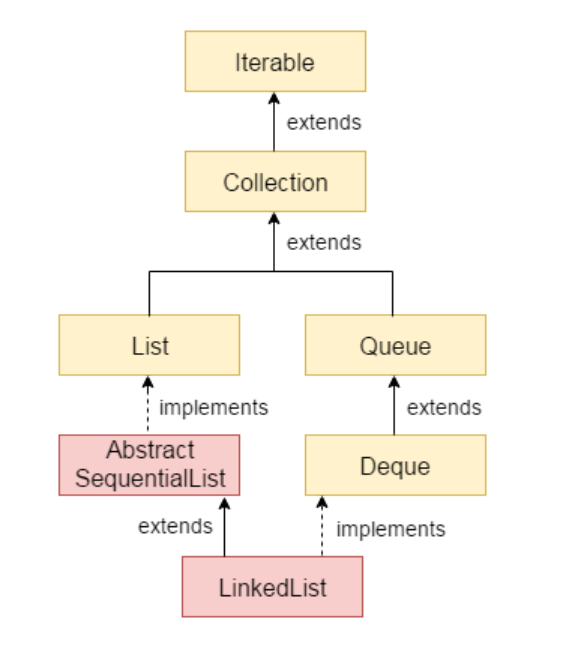 Iterable
extends
Collection
extends
List
Queue
implements
extends
Abstract
SequentialList
Deque
extends
implements
LinkedList